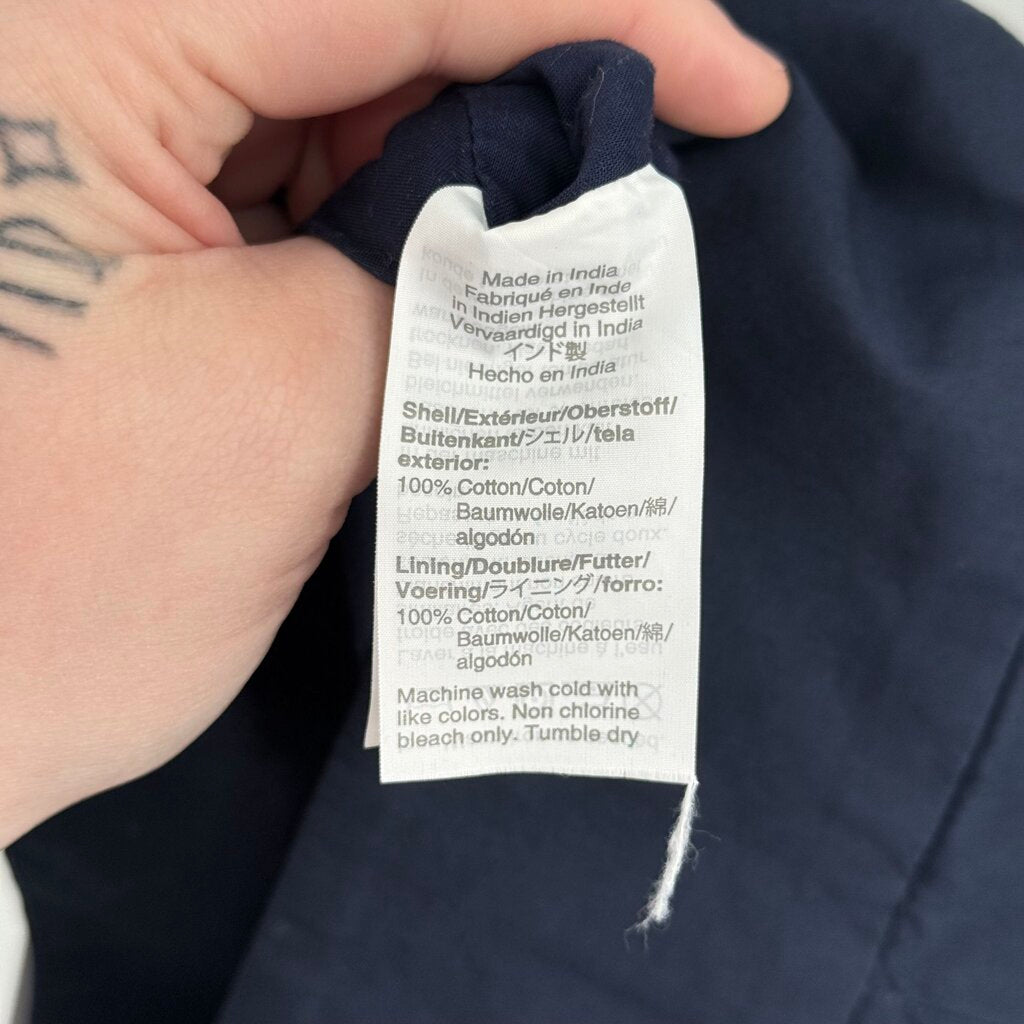 Made in India
Fabriqué en Inde
in Indien Hergestellt
Vervaardigd in India
インド製
Hecho en India
Shell/Extérieur/Oberstoff/
Buitenkant/シェル/tela
exterior:
100% Cotton/Coton/
Baumwolle/Katoen/綿/
algodón
Lining/Doublure/Futter/
Voering/ライニング/forro:
100% Cotton/Coton/
Baumwolle/Katoen/綿/
algodón
Machine wash cold with
like colors. Non chlorine
bleach only. Tumble dry